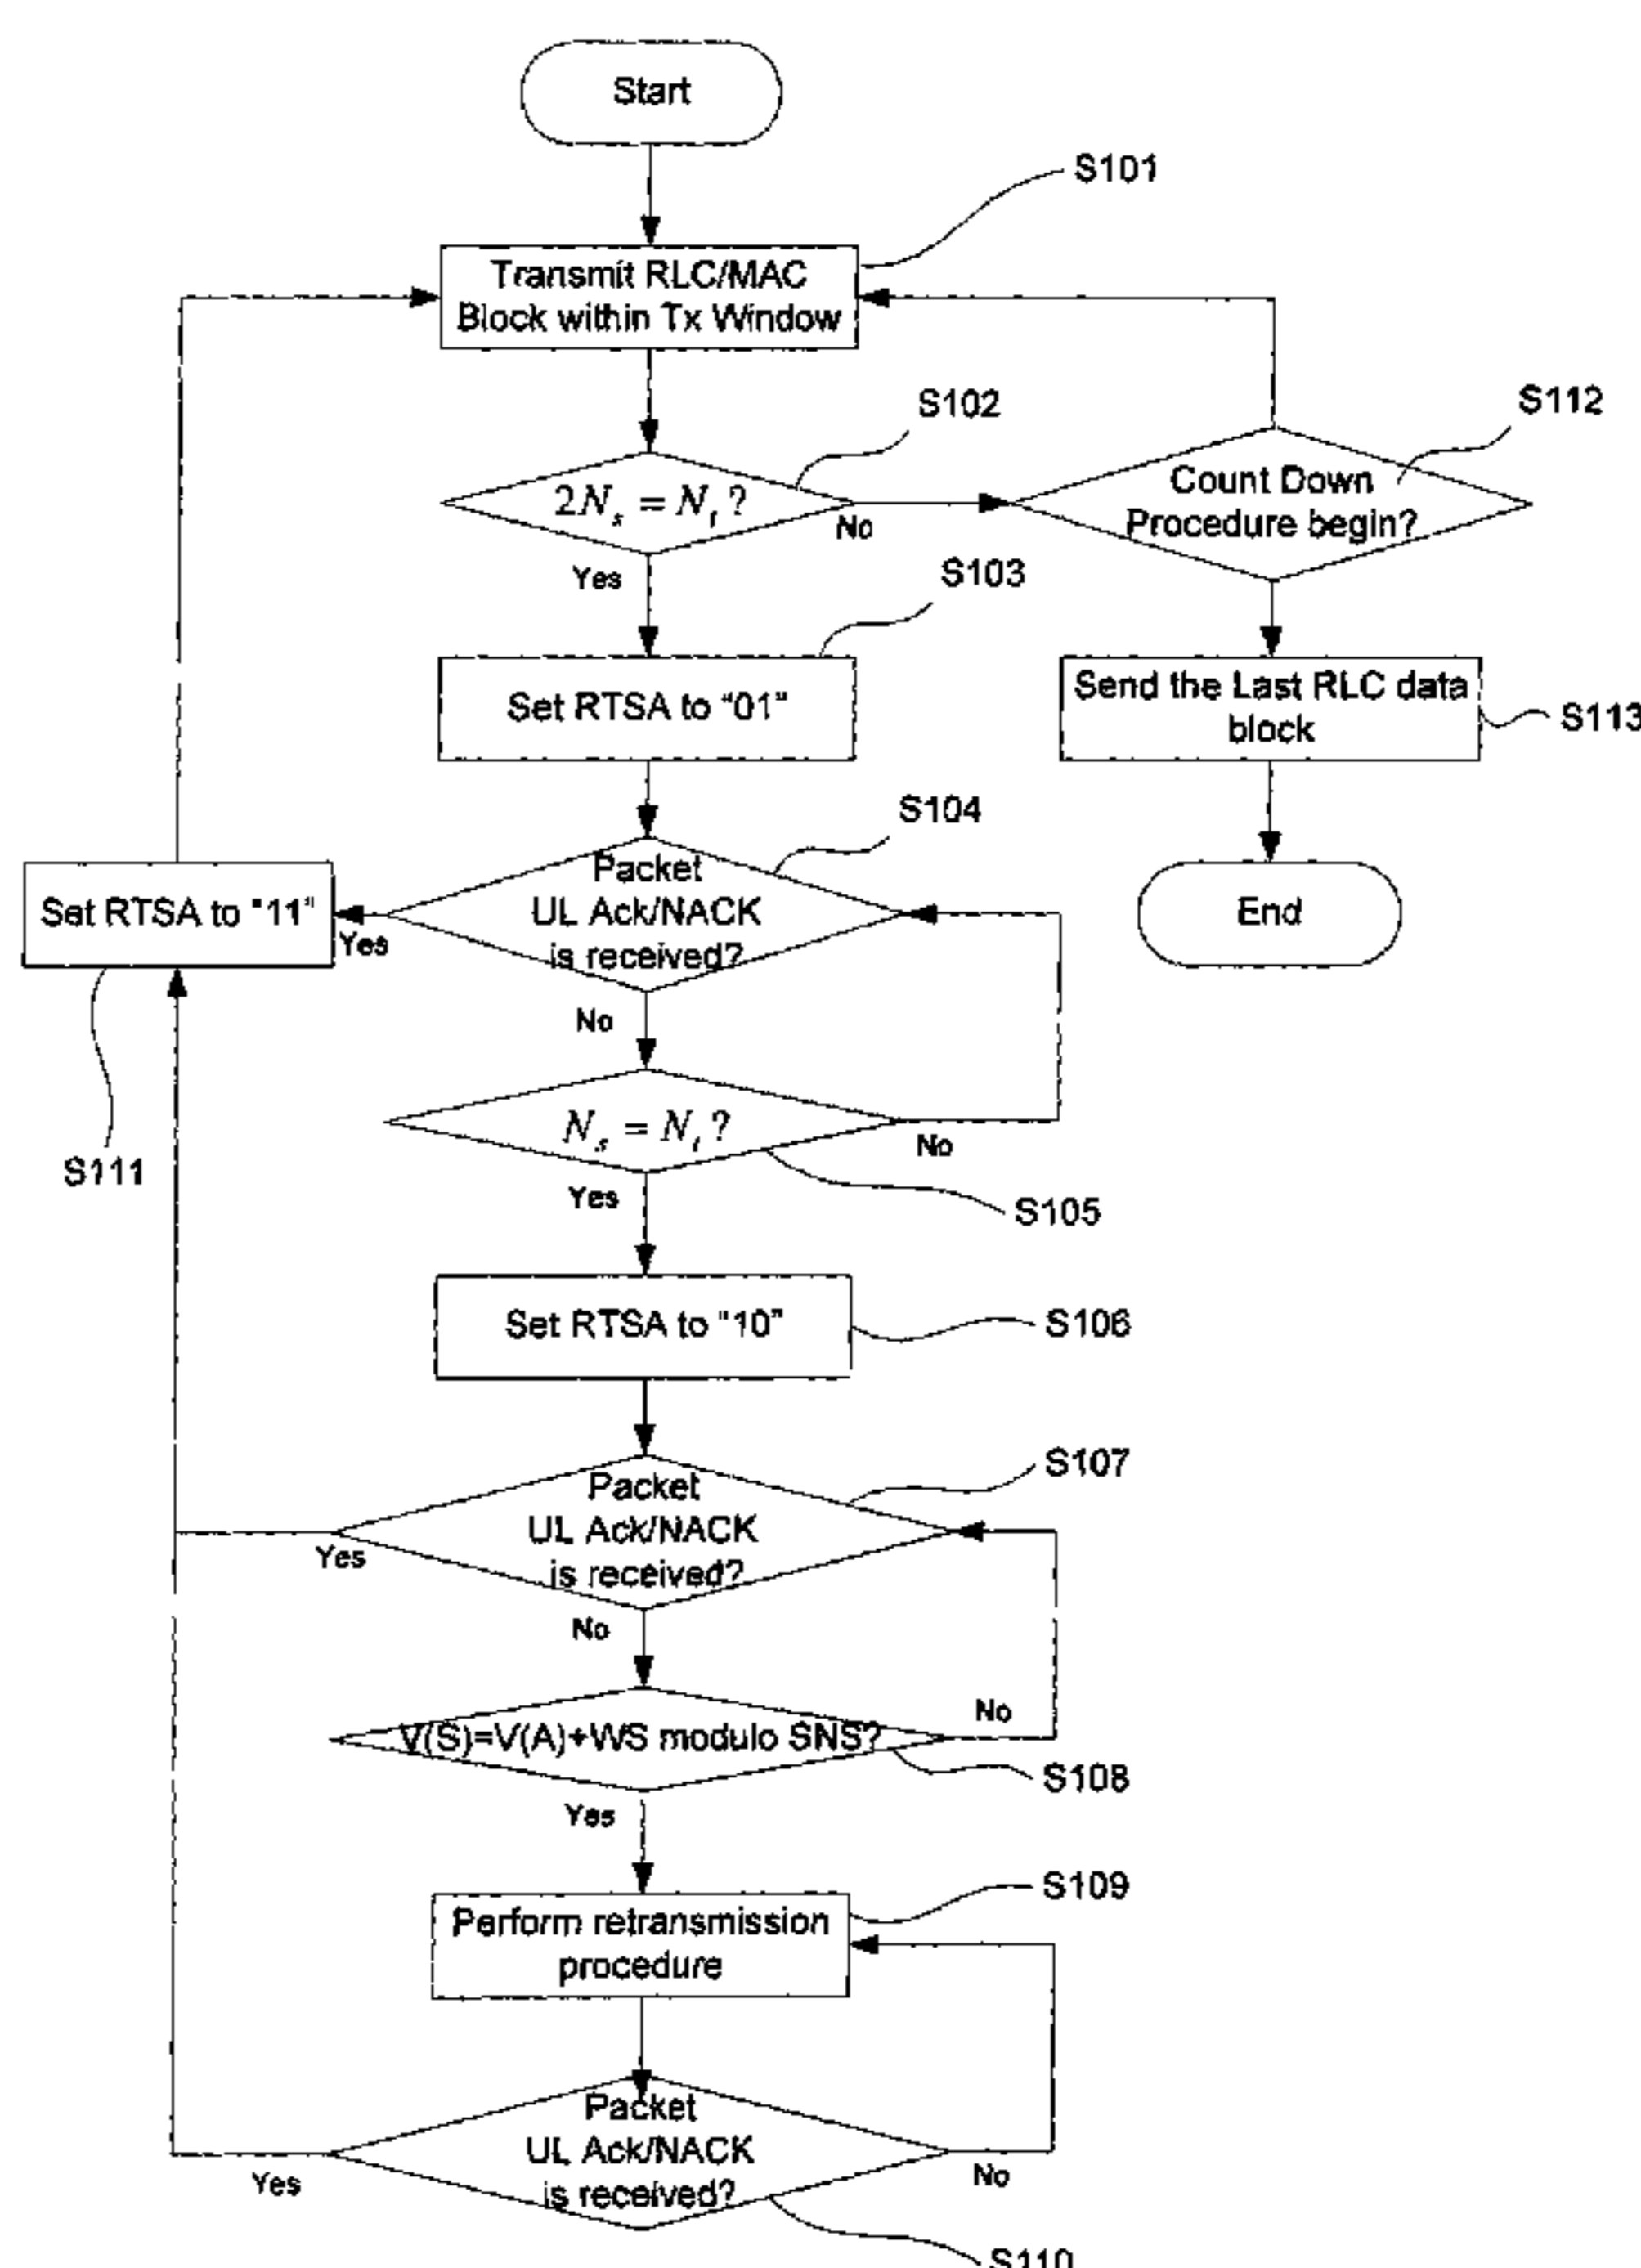 Start
S101
Transmit RLC/MAC
Block within Tx Window
S102
S112
2Nₛ = Nₜ ?
No
Count Down
Procedure begin?
Yes
S103
Set RTSA to "01"
Send the Last RLC data
block
S113
S104
Packet
UL Ack/NACK
is received?
Set RTSA to "11"
Yes
End
No
S111
Nₛ = Nₜ ?
No
Yes
S105
Set RTSA to "10"
S106
S107
Packet
UL Ack/NACK
is received?
Yes
No
V(S)=V(A)+WS modulo SNS?
No
S108
Yes
S109
Perform retransmission
procedure
Packet
UL Ack/NACK
is received?
Yes
No
S110